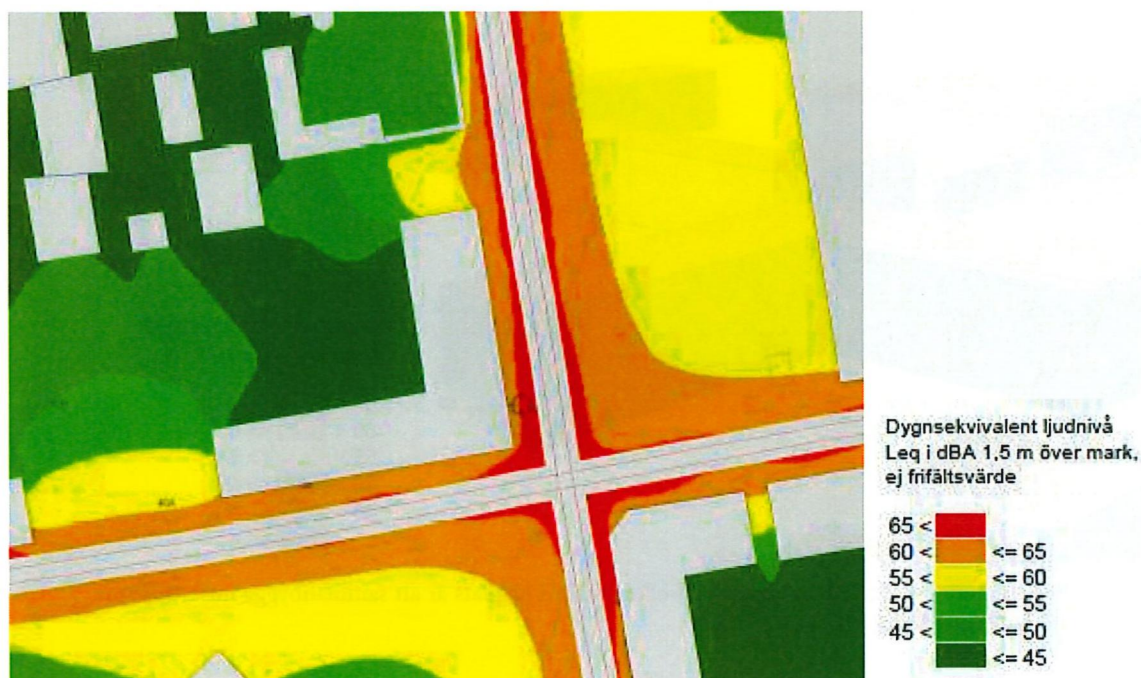 Dygnsekvivalent ljudnivå
Leq i dBA 1,5 m över mark,
ej frifältsvärde
65 <
60 < <= 65
55 < <= 60
50 < <= 55
45 < <= 50
<= 45